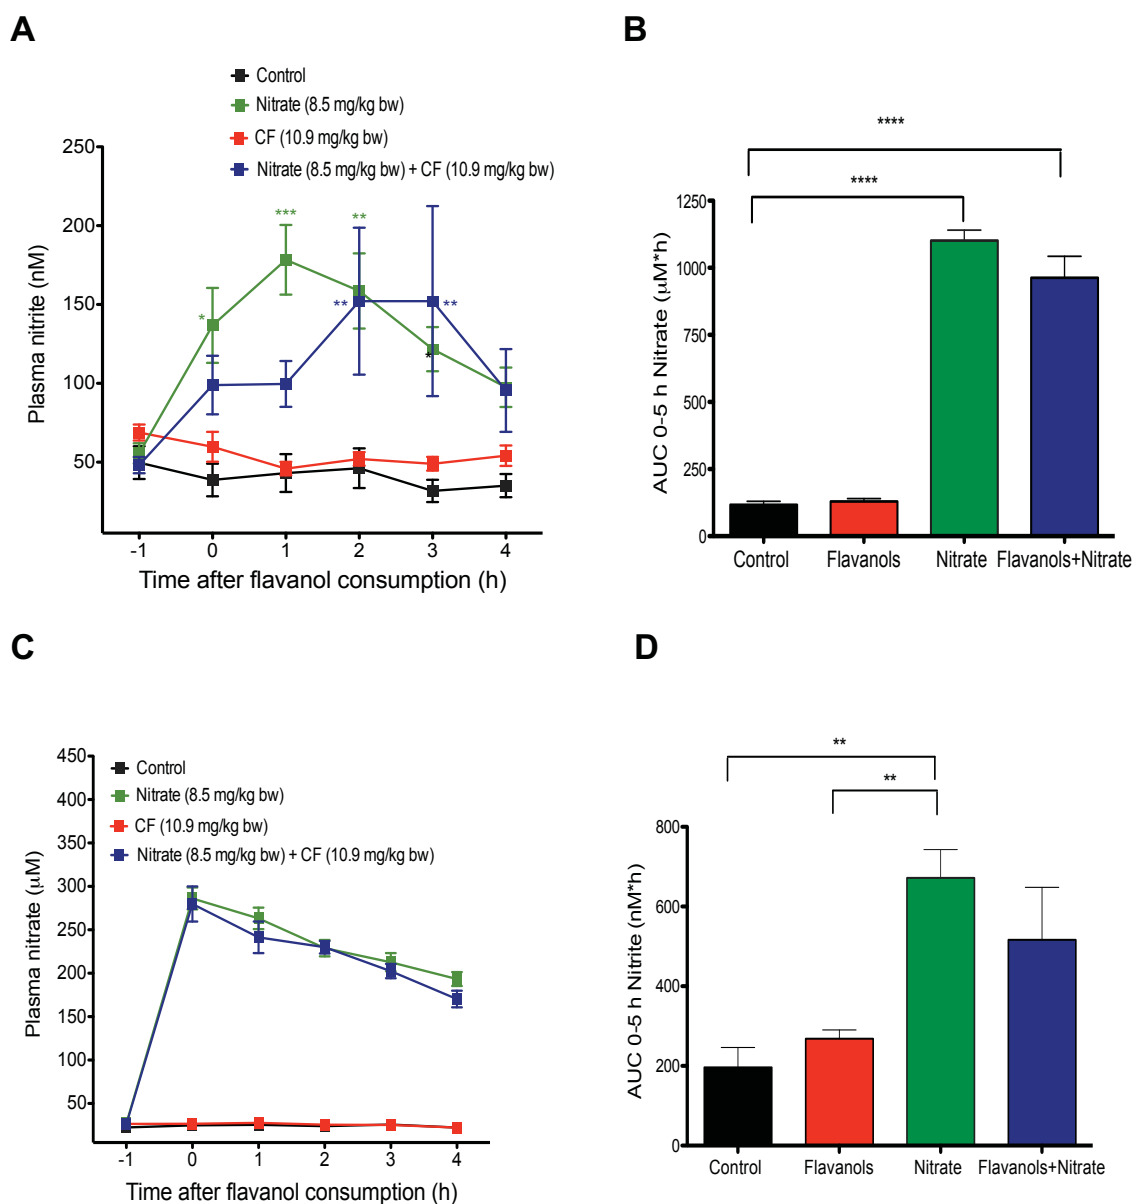 A
Control
Nitrate (8.5 mg/kg bw)
CF (10.9 mg/kg bw)
Nitrate (8.5 mg/kg bw) + CF (10.9 mg/kg bw)
250
200
150
100
50
Plasma nitrite (nM)
***
**
*
**
**
*
-1 0 1 2 3 4
Time after flavanol consumption (h)
B
****
****
1250
1000
750
500
250
0
AUC 0-5 h Nitrate (μM*h)
Control Flavanols Nitrate Flavanols+Nitrate
C
450
400
350
300
250
200
150
100
50
Plasma nitrate (μM)
Control
Nitrate (8.5 mg/kg bw)
CF (10.9 mg/kg bw)
Nitrate (8.5 mg/kg bw) + CF (10.9 mg/kg bw)
-1 0 1 2 3 4
Time after flavanol consumption (h)
D
**
**
800
600
400
200
0
AUC 0-5 h Nitrite (nM*h)
Control Flavanols Nitrate Flavanols+Nitrate